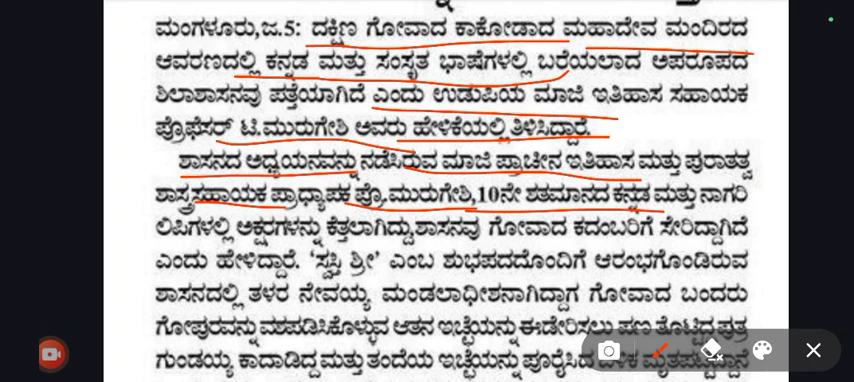 ಮಂಗಳೂರು,ಜ.5: ದಕ್ಷಿಣ ಗೋವಾದ ಕಾಕೋಡಾದ ಮಹಾದೇವ ಮಂದಿರದ
ಆವರಣದಲ್ಲಿ ಕನ್ನಡ ಮತ್ತು ಸಂಸ್ಕೃತ ಭಾಷೆಗಳಲ್ಲಿ ಬರೆಯಲಾದ ಅಪರೂಪದ
ಶಿಲಾಶಾಸನವು ಪತ್ತೆಯಾಗಿದೆ ಎಂದು ಉಡುಪಿಯ ಮಾಜಿ ಇತಿಹಾಸ ಸಹಾಯಕ
ಪ್ರೊಫೆಸರ್ ಟಿ.ಮುರುಗೇಶಿ ಅವರು ಹೇಳಿಕೆಯಲ್ಲಿ ತಿಳಿಸಿದ್ದಾರೆ.
ಶಾಸನದ ಅಧ್ಯಯನವನ್ನು ನಡೆಸಿರುವ ಮಾಜಿ ಪ್ರಾಚೀನ ಇತಿಹಾಸ ಮತ್ತು ಪುರಾತತ್ವ
ಶಾಸ್ತ್ರಸಹಾಯಕ ಪ್ರಾಧ್ಯಾಪಕ ಪ್ರೊ.ಮುರುಗೇಶಿ,10ನೇ ಶತಮಾನದ ಕನ್ನಡ ಮತ್ತು ನಾಗರಿ
ಲಿಪಿಗಳಲ್ಲಿ ಅಕ್ಷರಗಳನ್ನು ಕೆತ್ತಲಾಗಿದ್ದು,ಶಾಸನವು ಗೋವಾದ ಕದಂಬರಿಗೆ ಸೇರಿದ್ದಾಗಿದೆ
ಎಂದು ಹೇಳಿದ್ದಾರೆ. 'ಸ್ವಸ್ತಿ ಶ್ರೀ' ಎಂಬ ಶುಭಪದದೊಂದಿಗೆ ಆರಂಭಗೊಂಡಿರುವ
ಶಾಸನದಲ್ಲಿ ತಳರ ನೇವಯ್ಯ ಮಂಡಲಾಧೀಶನಾಗಿದ್ದಾಗ ಗೋವಾದ ಬಂದರು
ಗೋಪುರವನ್ನು ವಶಪಡಿಸಿಕೊಳ್ಳುವ ಆತನ ಇಚ್ಛೆಯನ್ನು ಈಡೇರಿಸಲು ಪಣ ತೊಟ್ಟಿದ್ದ ಪುತ್ರ
ಗುಂಡಯ್ಯ ಕಾದಾಡಿದ್ದ ಮತ್ತು ತಂದೆಯ ಇಚ್ಛೆಯನ್ನು ಪೂರೈಸಿದ